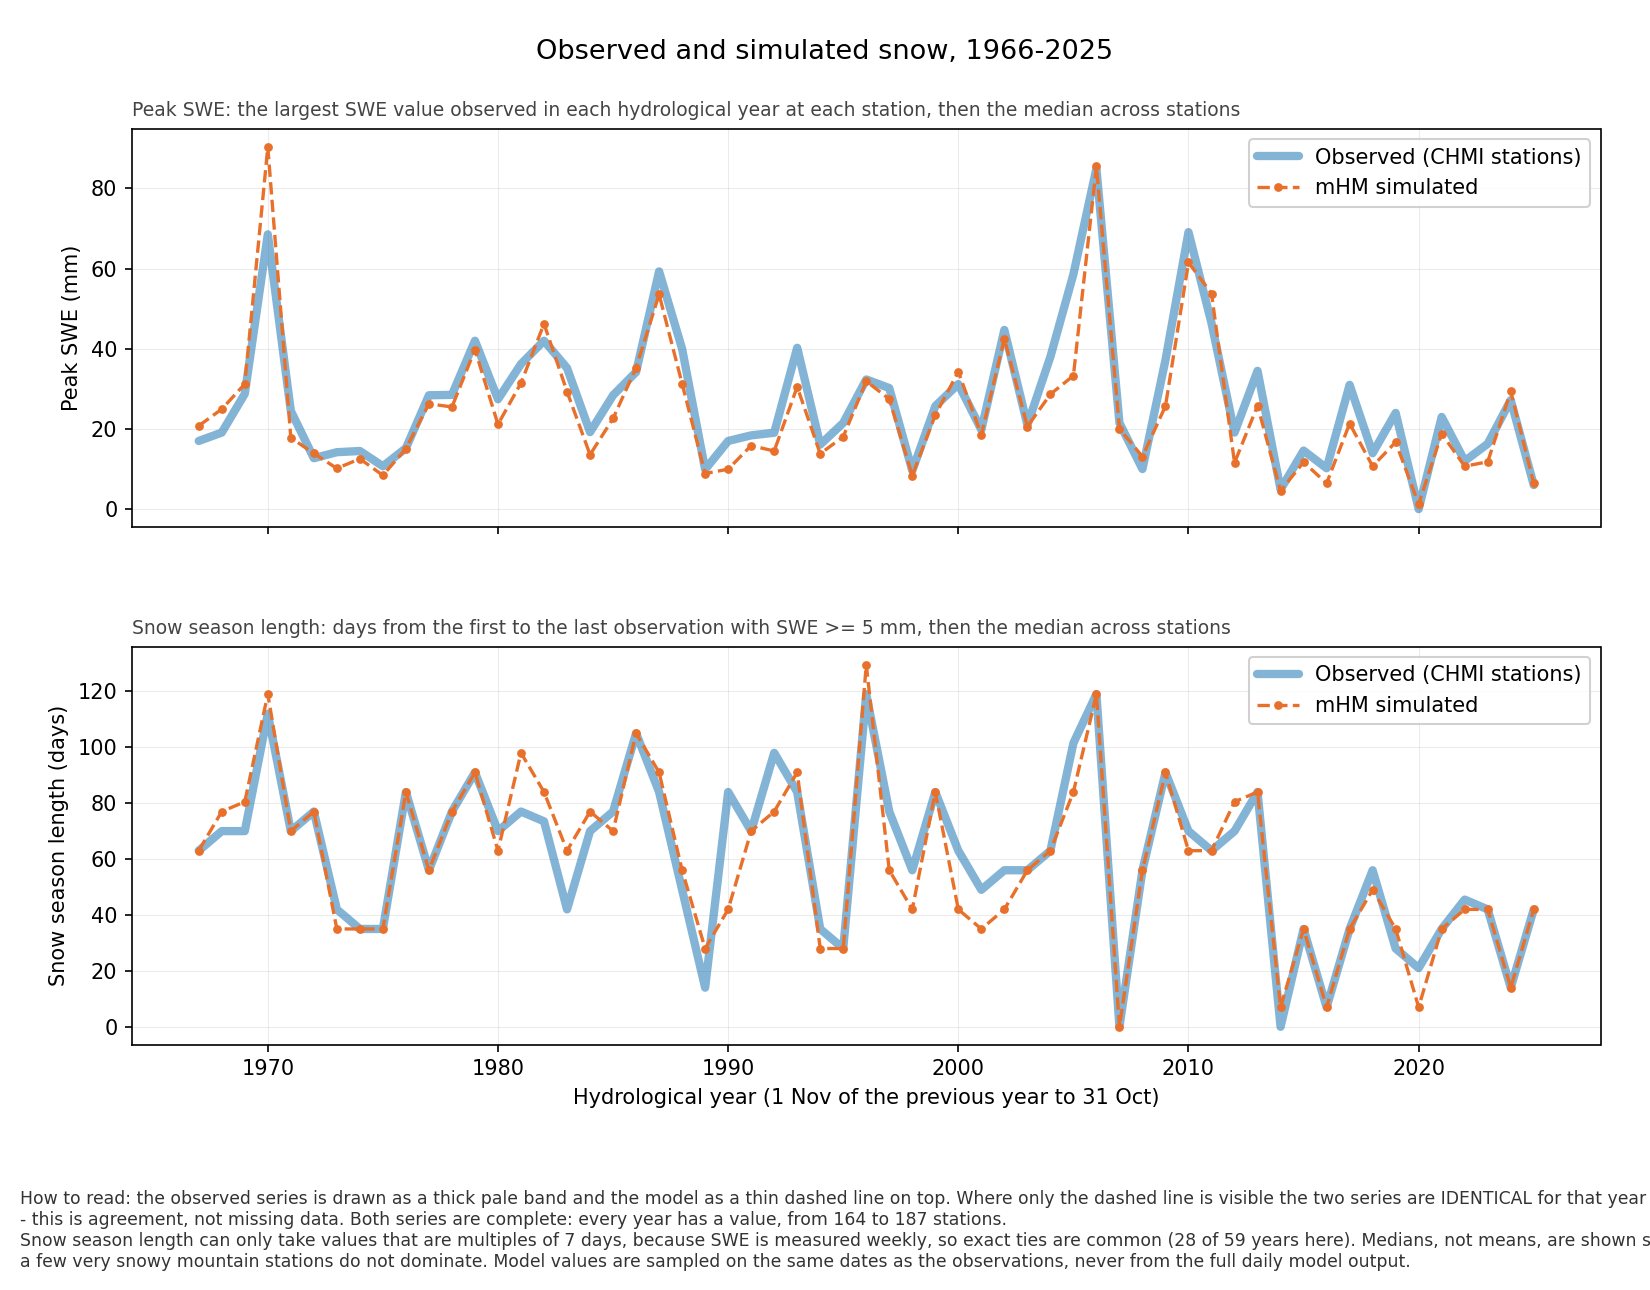 Observed and simulated snow, 1966-2025
Peak SWE: the largest SWE value observed in each hydrological year at each station, then the median across stations
Observed (CHMI stations)
mHM simulated
Peak SWE (mm)
80
60
40
20
0
Snow season length: days from the first to the last observation with SWE >= 5 mm, then the median across stations
Observed (CHMI stations)
mHM simulated
Snow season length (days)
120
100
80
60
40
20
0
1970 1980 1990 2000 2010 2020
Hydrological year (1 Nov of the previous year to 31 Oct)
How to read: the observed series is drawn as a thick pale band and the model as a thin dashed line on top. Where only the dashed line is visible the two series are IDENTICAL for that year
- this is agreement, not missing data. Both series are complete: every year has a value, from 164 to 187 stations.
Snow season length can only take values that are multiples of 7 days, because SWE is measured weekly, so exact ties are common (28 of 59 years here). Medians, not means, are shown s
a few very snowy mountain stations do not dominate. Model values are sampled on the same dates as the observations, never from the full daily model output.